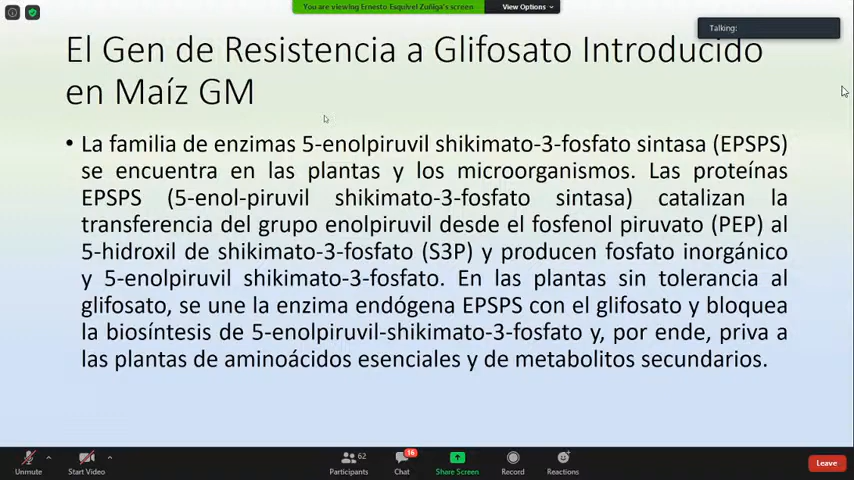 You are viewing Ernesto Esquivel Zuñiga's screen
View Options
Talking:
El Gen de Resistencia a Glifosato Introducido
en Maíz GM
• La familia de enzimas 5-enolpiruvil shikimato-3-fosfato sintasa (EPSPS)
se encuentra en las plantas y los microorganismos. Las proteínas
EPSPS (5-enol-piruvil shikimato-3-fosfato sintasa) catalizan la
transferencia del grupo enolpiruvil desde el fosfenol piruvato (PEP) al
5-hidroxil de shikimato-3-fosfato (S3P) y producen fosfato inorgánico
y 5-enolpiruvil shikimato-3-fosfato. En las plantas sin tolerancia al
glifosato, se une la enzima endógena EPSPS con el glifosato y bloquea
la biosíntesis de 5-enolpiruvil-shikimato-3-fosfato y, por ende, priva a
las plantas de aminoácidos esenciales y de metabolitos secundarios.
62
16
Unmute
Start Video
Participants
Chat
Share Screen
Record
Reactions
Leave